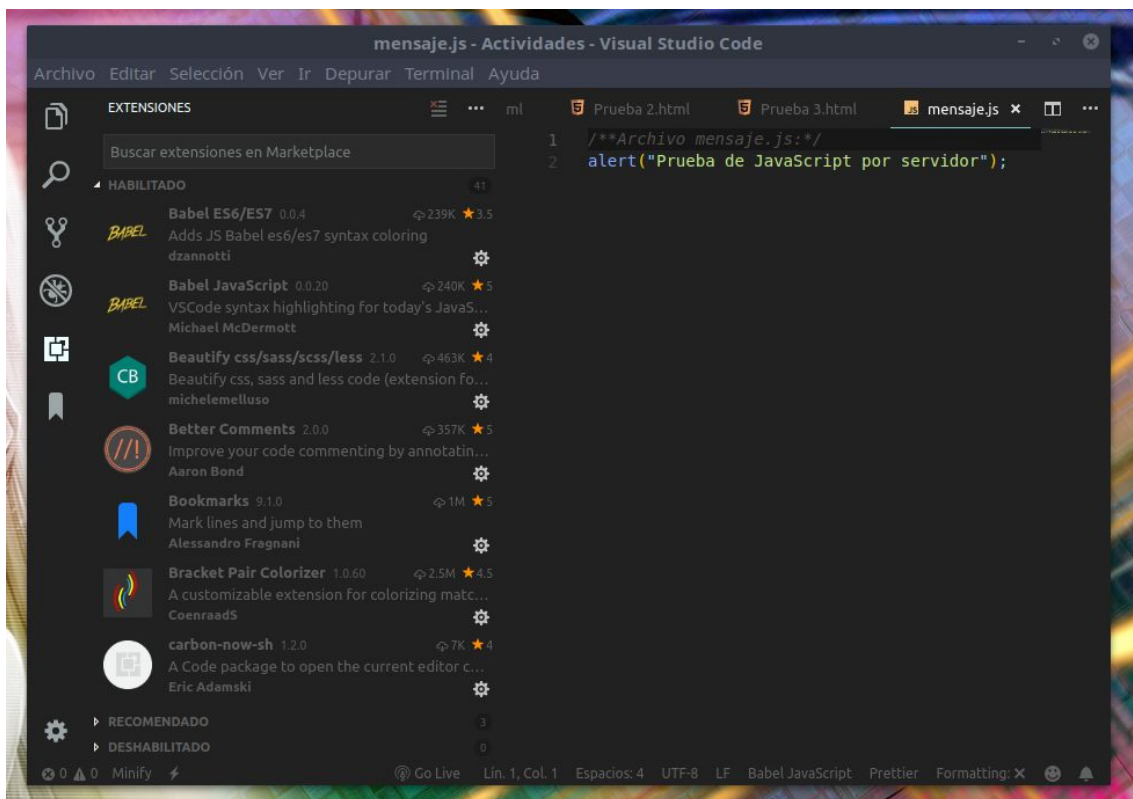 mensaje.js - Actividades - Visual Studio Code
Archivo Editar Selección Ver Ir Depurar Terminal Ayuda
EXTENSIONES
Buscar extensiones en Marketplace
HABILITADO 41
BABEL
Babel ES6/ES7 0.0.4 239K 3.5
Adds JS Babel es6/es7 syntax coloring
dzannotti
BABEL
Babel JavaScript 0.0.20 240K 5
VSCode syntax highlighting for today's JavaS...
Michael McDermott
CB
Beautify css/sass/scss/less 2.1.0 463K 4
Beautify css, sass and less code (extension fo...
michelemelluso
//!
Better Comments 2.0.0 357K 5
Improve your code commenting by annotatin...
Aaron Bond
Bookmarks 9.1.0 1M 5
Mark lines and jump to them
Alessandro Fragnani
Bracket Pair Colorizer 1.0.60 2.5M 4.5
A customizable extension for colorizing matc...
CoenraadS
carbon-now-sh 1.2.0 7K 4
A Code package to open the current editor c...
Eric Adamski
RECOMENDADO 3
DESHABILITADO 0
ml Prueba 2.html Prueba 3.html JS mensaje.js
1 /**Archivo mensaje.js:*/
2 alert("Prueba de JavaScript por servidor");
0 0 Minify Go Live Lín. 1, Col. 1 Espacios: 4 UTF-8 LF Babel JavaScript Prettier Formatting: ✕